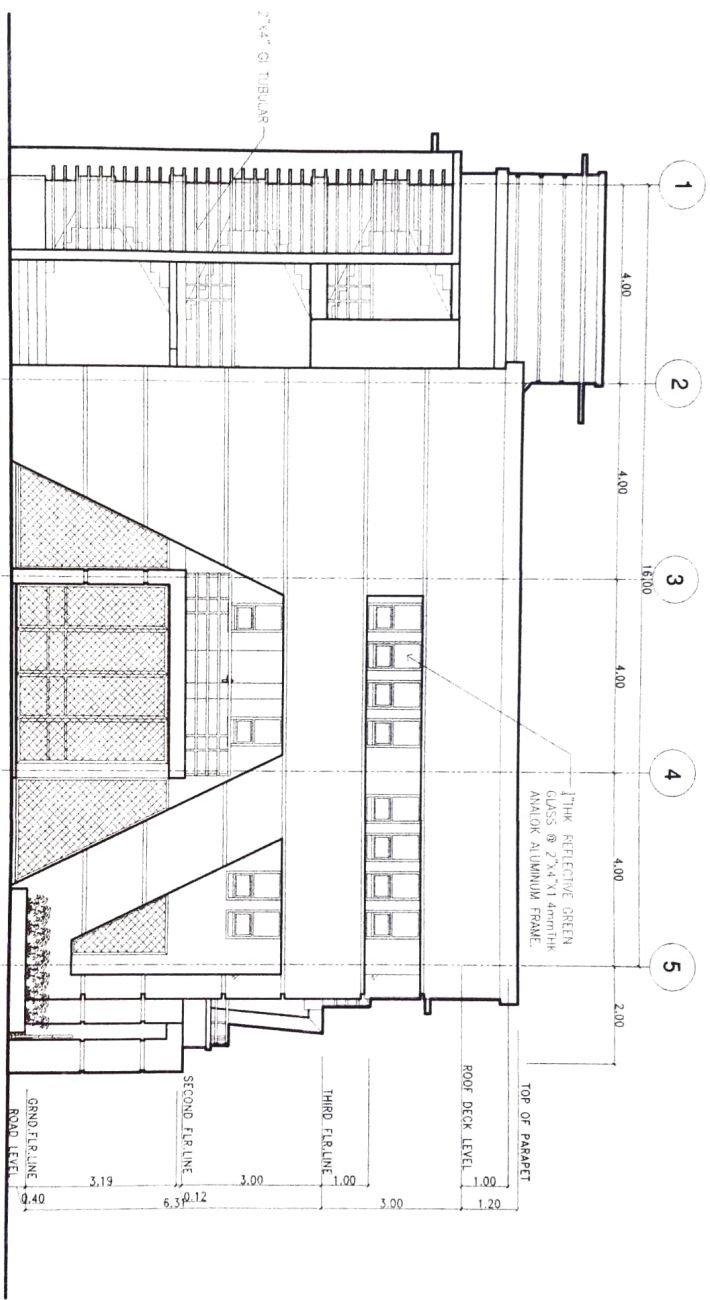 1
2
3
4
5
4.00
4.00
4.00
4.00
2.00
16.00
2"X4" GI TUBULAR
THK REFLECTIVE GREEN
GLASS @ 2"X4"X1.4mmTHK
ANALOK ALUMINUM FRAME.
TOP OF PARAPET
ROOF DECK LEVEL
THIRD FLR.LINE
SECOND FLR.LINE
GRND.FLR.LINE
ROAD LEVEL
1.00
1.20
3.00
1.00
3.00
0.12
6.31
3.19
0.40